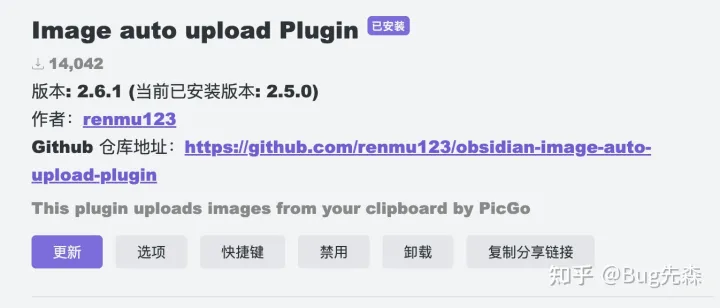 Image auto upload Plugin 已安装
14,042
版本: 2.6.1 (当前已安装版本: 2.5.0)
作者：renmu123
Github 仓库地址：https://github.com/renmu123/obsidian-image-auto-
upload-plugin
This plugin uploads images from your clipboard by PicGo
更新 选项 快捷键 禁用 卸载 复制分享链接
知乎 @Bug先森